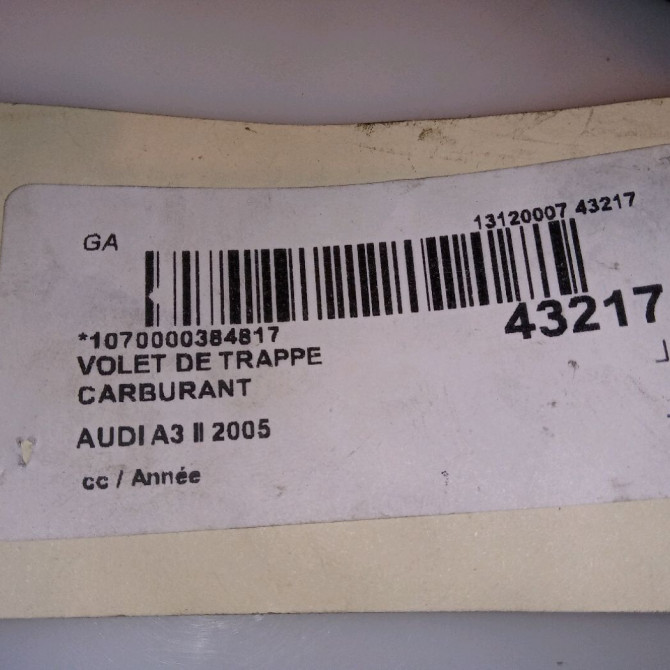 GA
13120007 43217
43217
*1070000384817
VOLET DE TRAPPE
CARBURANT
AUDI A3 II 2005
cc / Année